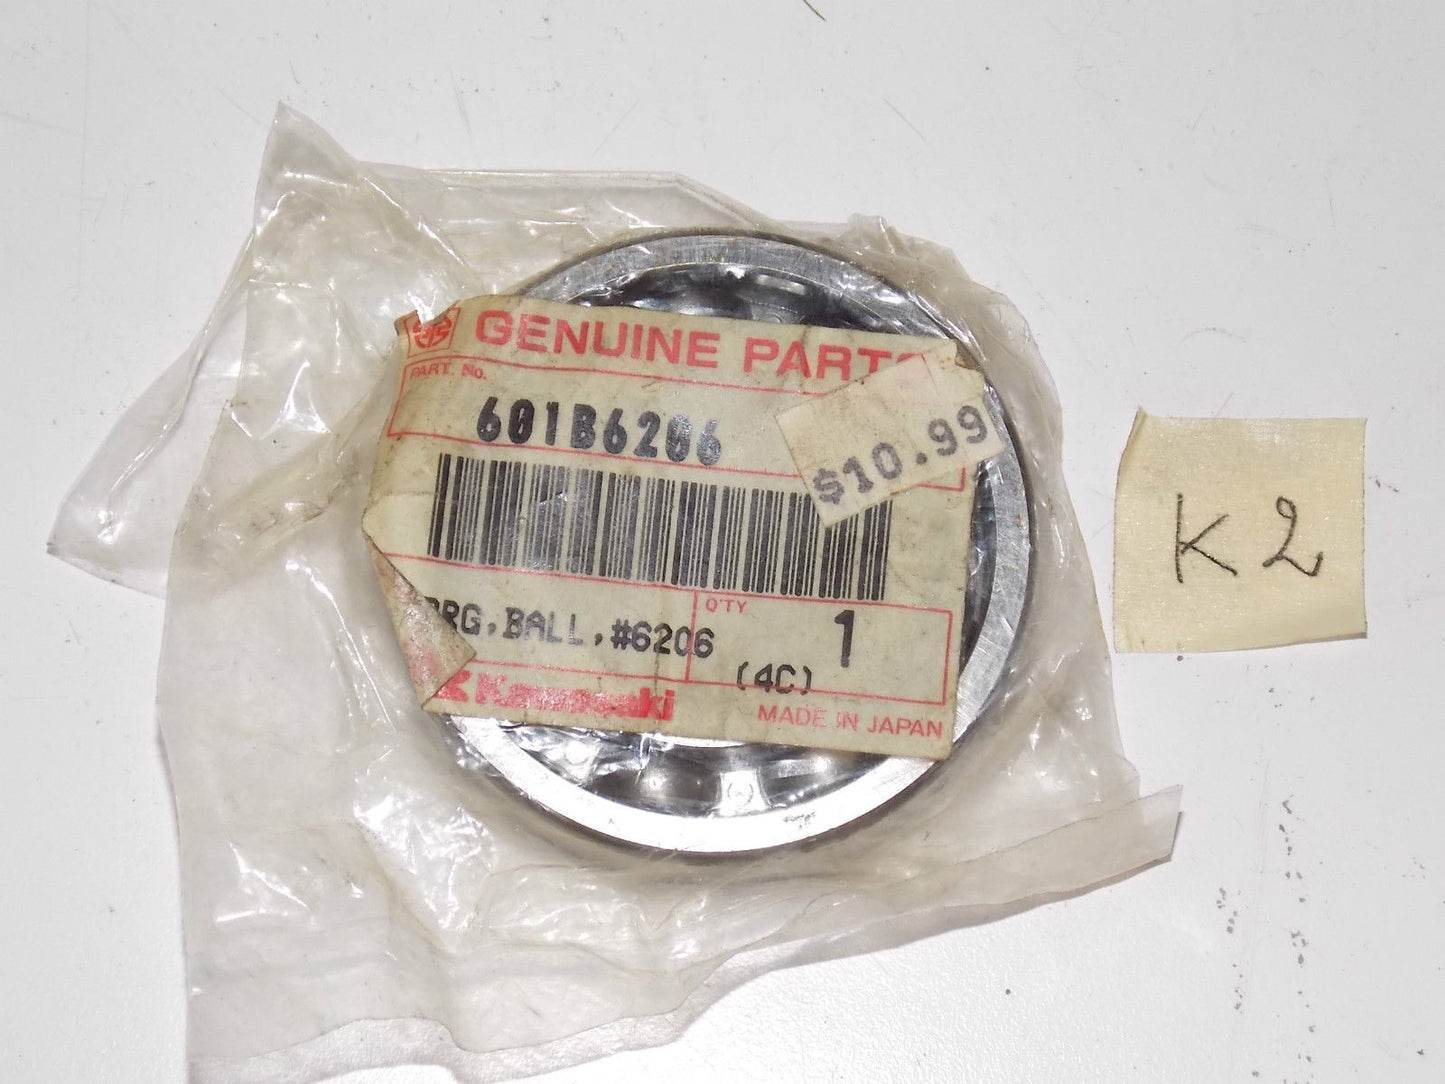 GENUINE PARTS
PART. No.
601B6206
$10.99
BRG, BALL, #6206
Q'TY
1
(4C)
Kawasaki
MADE IN JAPAN
K2